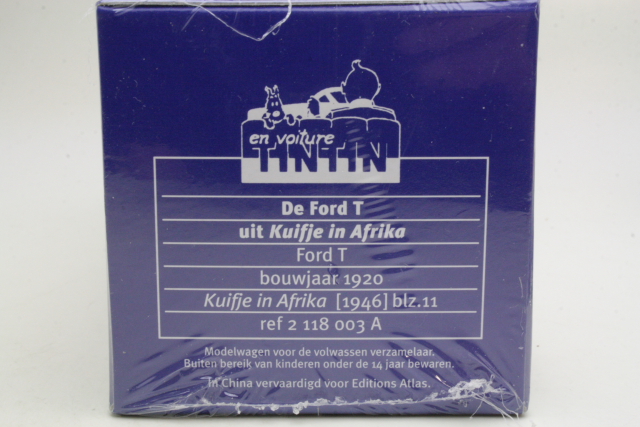 en voiture
TINTIN
De Ford T
uit Kuifje in Afrika
Ford T
bouwjaar 1920
Kuifje in Afrika [1946] blz.11
ref 2 118 003 A
Modelwagen voor de volwassen verzamelaar.
Buiten bereik van kinderen onder de 14 jaar bewaren.
In China vervaardigd voor Editions Atlas.